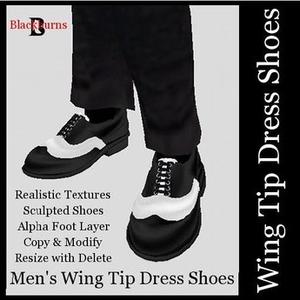 B
Blackburns
Realistic Textures
Sculpted Shoes
Alpha Foot Layer
Copy & Modify
Resize with Delete
Men's Wing Tip Dress Shoes
Wing Tip Dress Shoes